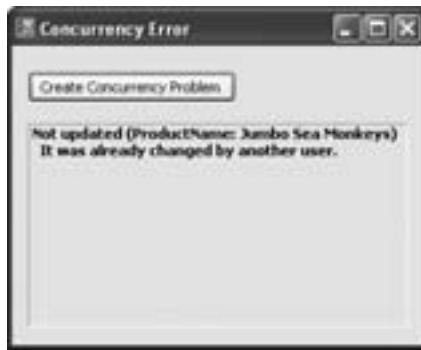 Concurrency Error
Create Concurrency Problem
Not updated (ProductName: Jumbo Sea Monkeys)
It was already changed by another user.